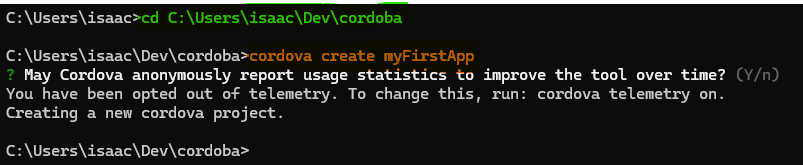 C:\Users\isaac>cd C:\Users\isaac\Dev\cordoba
C:\Users\isaac\Dev\cordoba>cordova create myFirstApp
? May Cordova anonymously report usage statistics to improve the tool over time? (Y/n)
You have been opted out of telemetry. To change this, run: cordova telemetry on.
Creating a new cordova project.
C:\Users\isaac\Dev\cordoba>